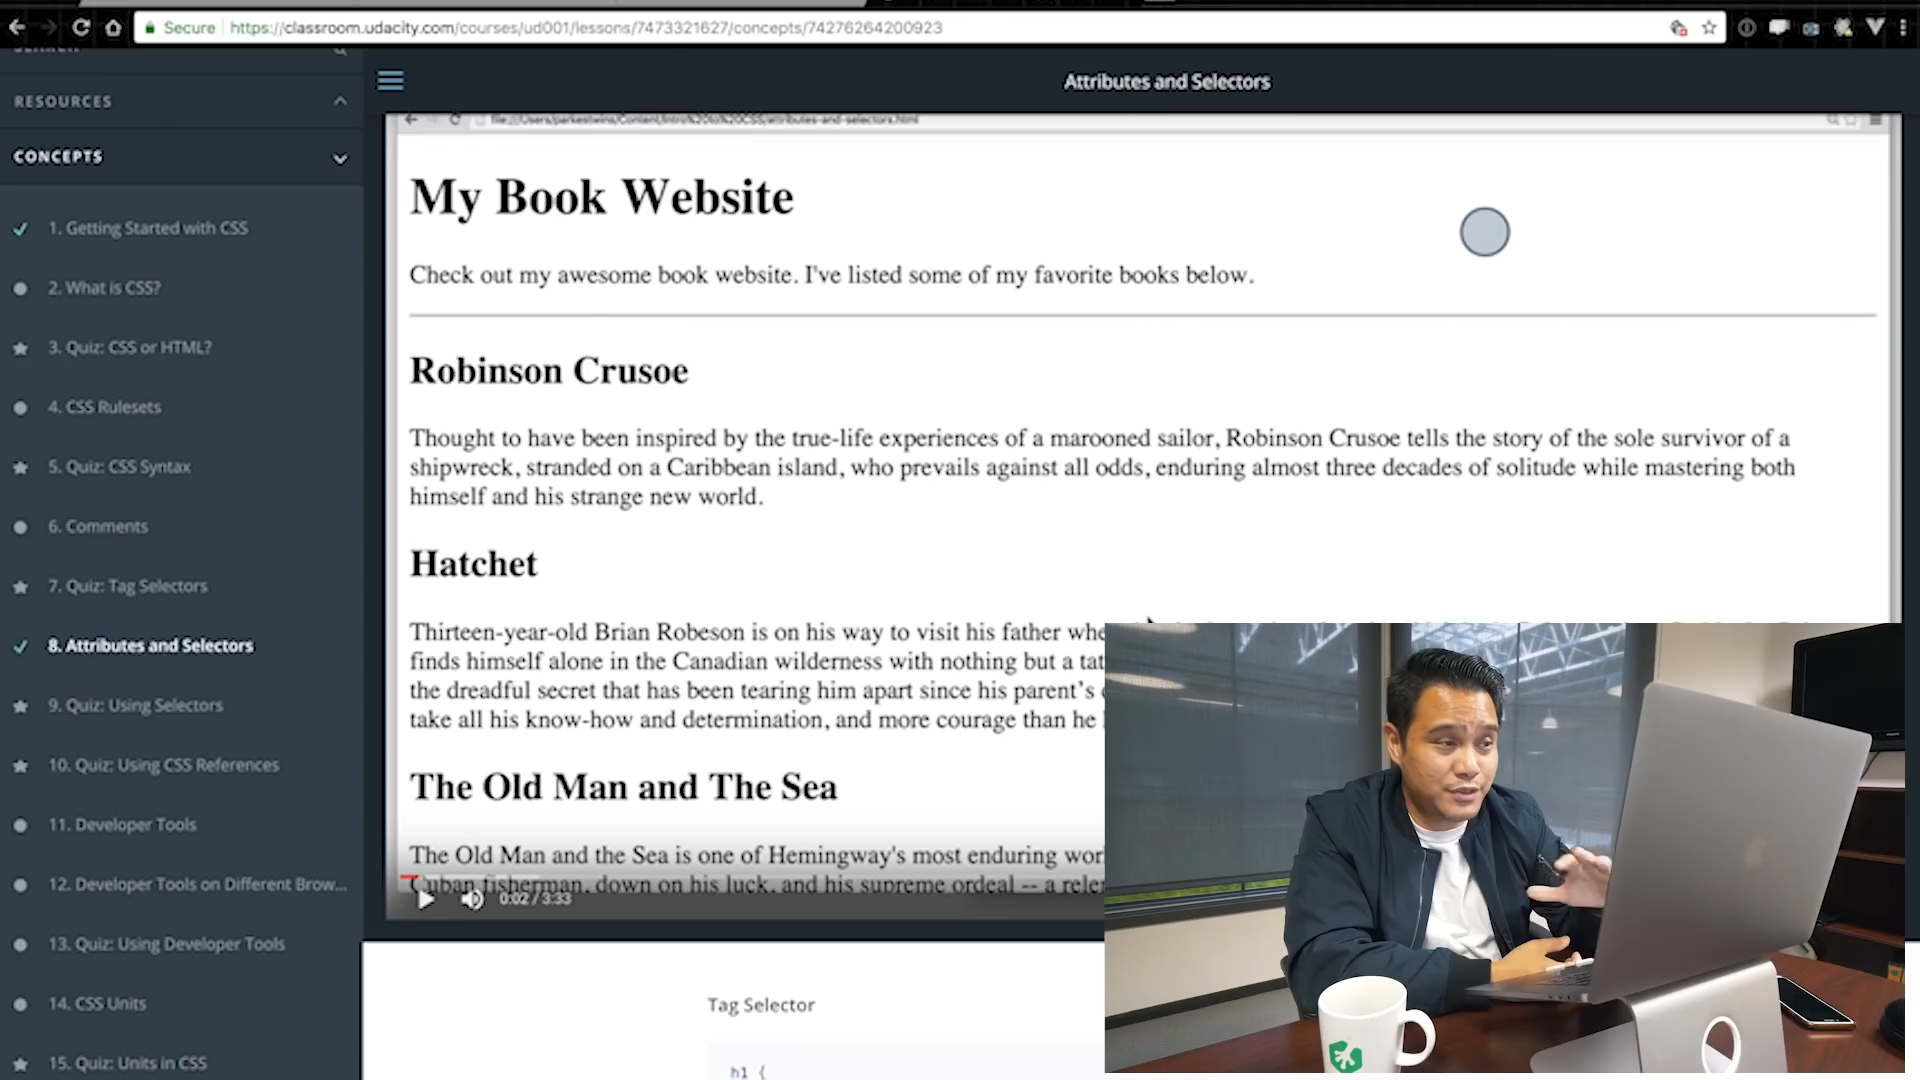 Secure https://classroom.udacity.com/courses/ud001/lessons/7473321627/concepts/74276264200923
SEARCH
RESOURCES
CONCEPTS
1. Getting Started with CSS
2. What is CSS?
3. Quiz: CSS or HTML?
4. CSS Rulesets
5. Quiz: CSS Syntax
6. Comments
7. Quiz: Tag Selectors
8. Attributes and Selectors
9. Quiz: Using Selectors
10. Quiz: Using CSS References
11. Developer Tools
12. Developer Tools on Different Brow...
13. Quiz: Using Developer Tools
14. CSS Units
15. Quiz: Units in CSS
Attributes and Selectors
file:///Users/parkestwins/Content/Intro%20to%20CSS/attributes-and-selectors.html
My Book Website
Check out my awesome book website. I've listed some of my favorite books below.
Robinson Crusoe
Thought to have been inspired by the true-life experiences of a marooned sailor, Robinson Crusoe tells the story of the sole survivor of a
shipwreck, stranded on a Caribbean island, who prevails against all odds, enduring almost three decades of solitude while mastering both
himself and his strange new world.
Hatchet
Thirteen-year-old Brian Robeson is on his way to visit his father whe
finds himself alone in the Canadian wilderness with nothing but a tat
the dreadful secret that has been tearing him apart since his parent's
take all his know-how and determination, and more courage than he
The Old Man and The Sea
The Old Man and the Sea is one of Hemingway's most enduring wor
Cuban fisherman, down on his luck, and his supreme ordeal -- a relen
0:02 / 3:33
Tag Selector
h1 {